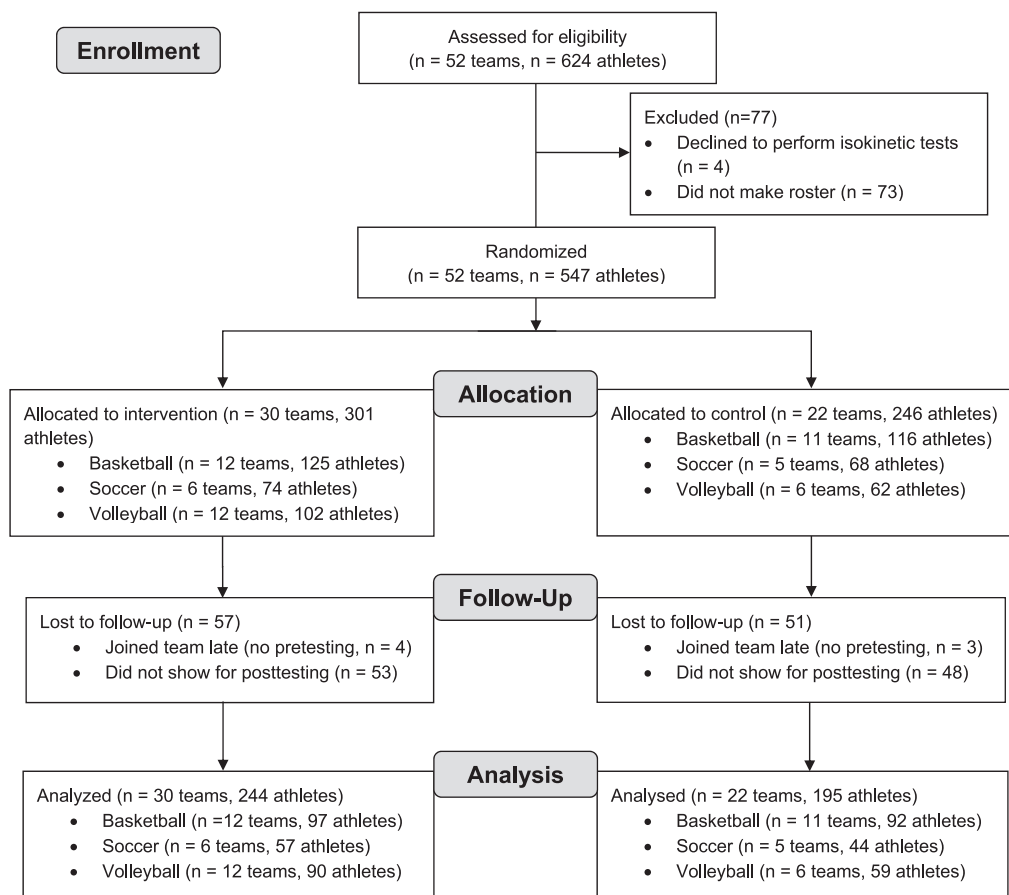 Enrollment
Assessed for eligibility
(n = 52 teams, n = 624 athletes)
Excluded (n=77)
• Declined to perform isokinetic tests
(n = 4)
• Did not make roster (n = 73)
Randomized
(n = 52 teams, n = 547 athletes)
Allocation
Allocated to intervention (n = 30 teams, 301
athletes)
• Basketball (n = 12 teams, 125 athletes)
• Soccer (n = 6 teams, 74 athletes)
• Volleyball (n = 12 teams, 102 athletes)
Allocated to control (n = 22 teams, 246 athletes)
• Basketball (n = 11 teams, 116 athletes)
• Soccer (n = 5 teams, 68 athletes)
• Volleyball (n = 6 teams, 62 athletes)
Follow-Up
Lost to follow-up (n = 57)
• Joined team late (no pretesting, n = 4)
• Did not show for posttesting (n = 53)
Lost to follow-up (n = 51)
• Joined team late (no pretesting, n = 3)
• Did not show for posttesting (n = 48)
Analysis
Analyzed (n = 30 teams, 244 athletes)
• Basketball (n =12 teams, 97 athletes)
• Soccer (n = 6 teams, 57 athletes)
• Volleyball (n = 12 teams, 90 athletes)
Analysed (n = 22 teams, 195 athletes)
• Basketball (n = 11 teams, 92 athletes)
• Soccer (n = 5 teams, 44 athletes)
• Volleyball (n = 6 teams, 59 athletes)